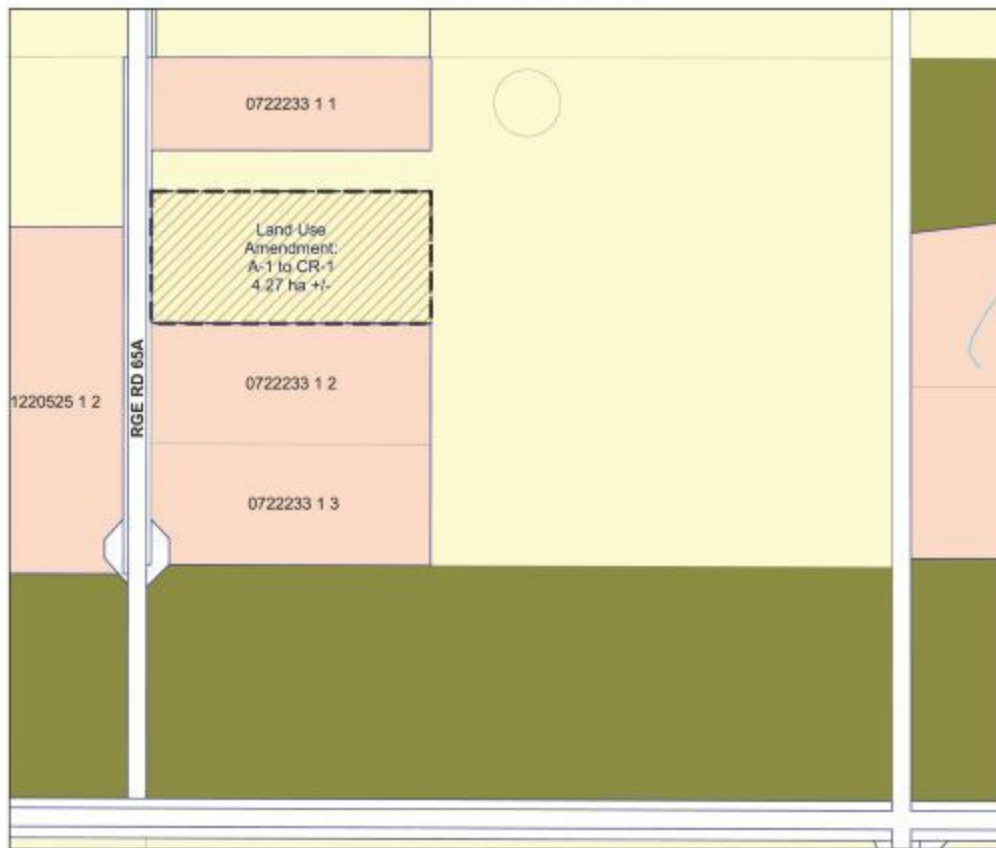 0722233 1 1
Land Use
Amendment:
A-1 to CR-1
4.27 ha +/-
RGE RD 65A
0722233 1 2
1220525 1 2
0722233 1 3